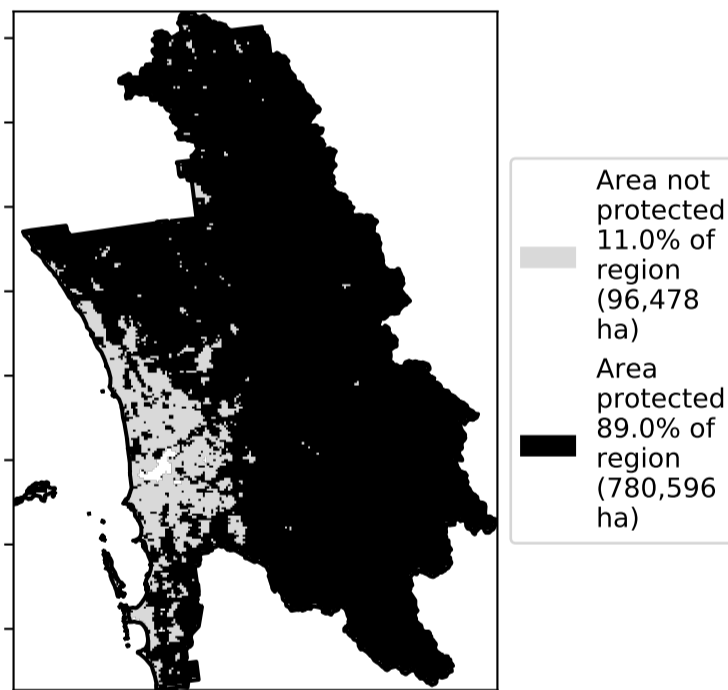 Area not
protected
11.0% of
region
(96,478
ha)
Area
protected
89.0% of
region
(780,596
ha)